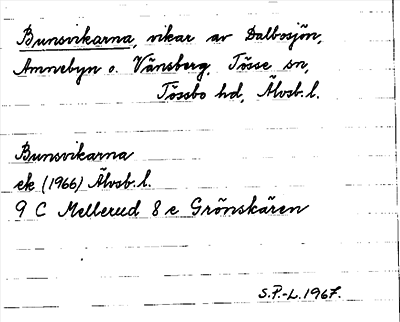 Bunsvikarna, vikar av Dalbosjön,
Amnebyn o. Vänsberg, Tösse sn,
Tössbo hd, Älvsb. l.
Bunsvikarna
ek (1966) Älvsb. l.
9 C Mellerud 8 e Grönskären
S.P.-L. 1967.